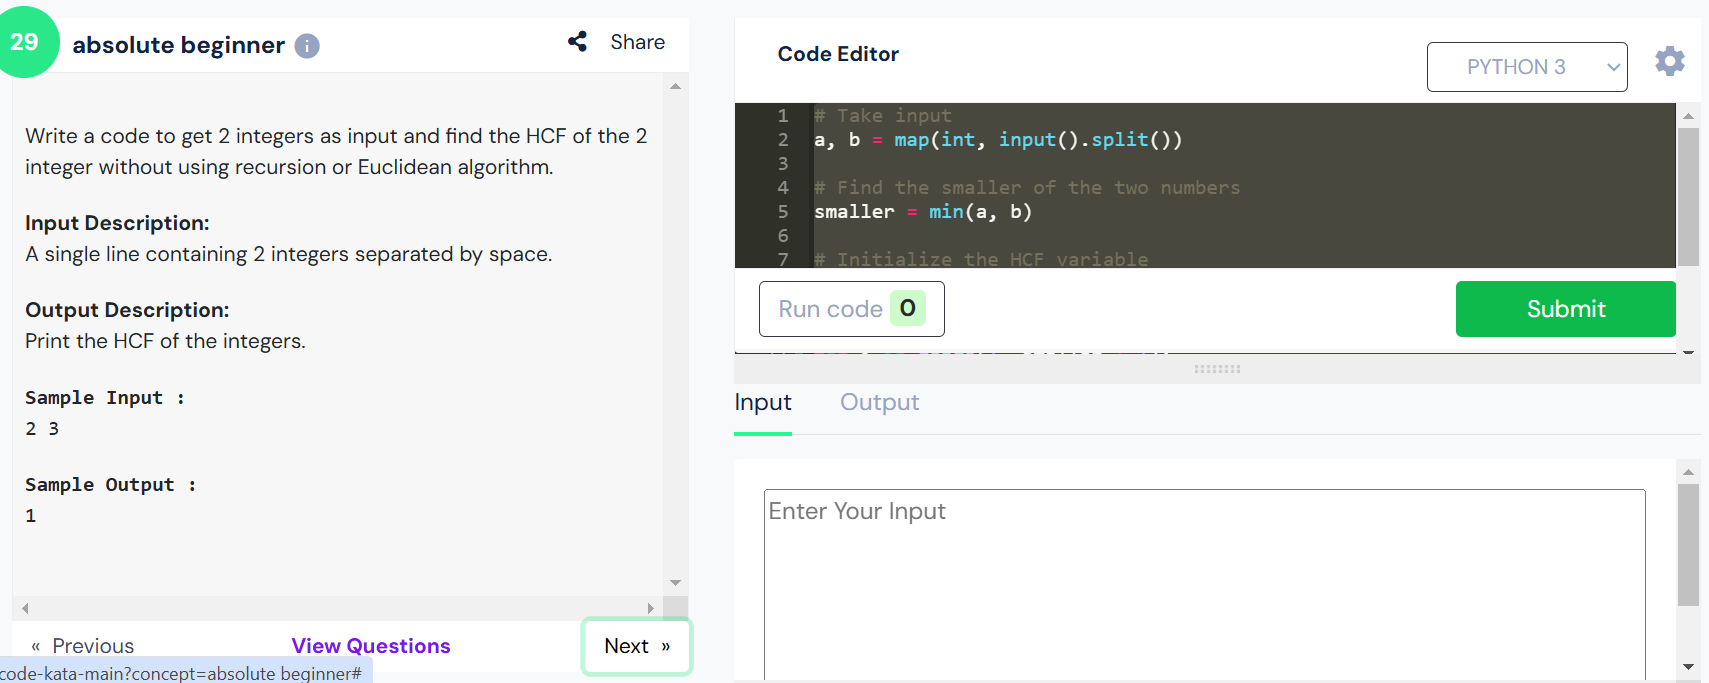 29
absolute beginner i
Share
Write a code to get 2 integers as input and find the HCF of the 2
integer without using recursion or Euclidean algorithm.
Input Description:
A single line containing 2 integers separated by space.
Output Description:
Print the HCF of the integers.
Sample Input :
2 3
Sample Output :
1
« Previous
View Questions
Next »
code-kata-main?concept=absolute beginner#
Code Editor
PYTHON 3
1 # Take input
2 a, b = map(int, input().split())
3
4 # Find the smaller of the two numbers
5 smaller = min(a, b)
6
7 # Initialize the HCF variable
Run code 0
Submit
Input
Output
Enter Your Input